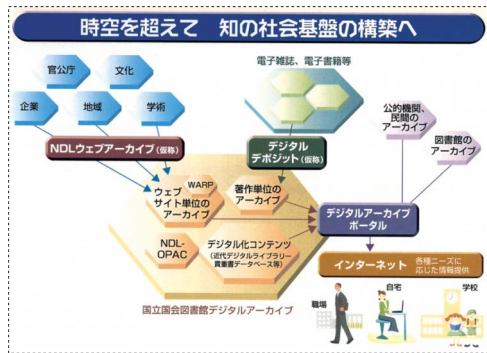 時空を超えて 知の社会基盤の構築へ
官公庁
文化
企業
地域
学術
電子雑誌、電子書籍等
公的機関、
民間の
アーカイブ
図書館の
アーカイブ
NDLウェブアーカイブ(仮称)
デジタル
デポジット(仮称)
WARP
ウェブ
サイト単位の
アーカイブ
著作単位の
アーカイブ
デジタルアーカイブ
ポータル
NDL-
OPAC
デジタル化コンテンツ
(近代デジタルライブラリー
貴重書データベース等)
インターネット
各種ニーズに
応じた情報提供
国立国会図書館デジタルアーカイブ
職場
自宅
学校